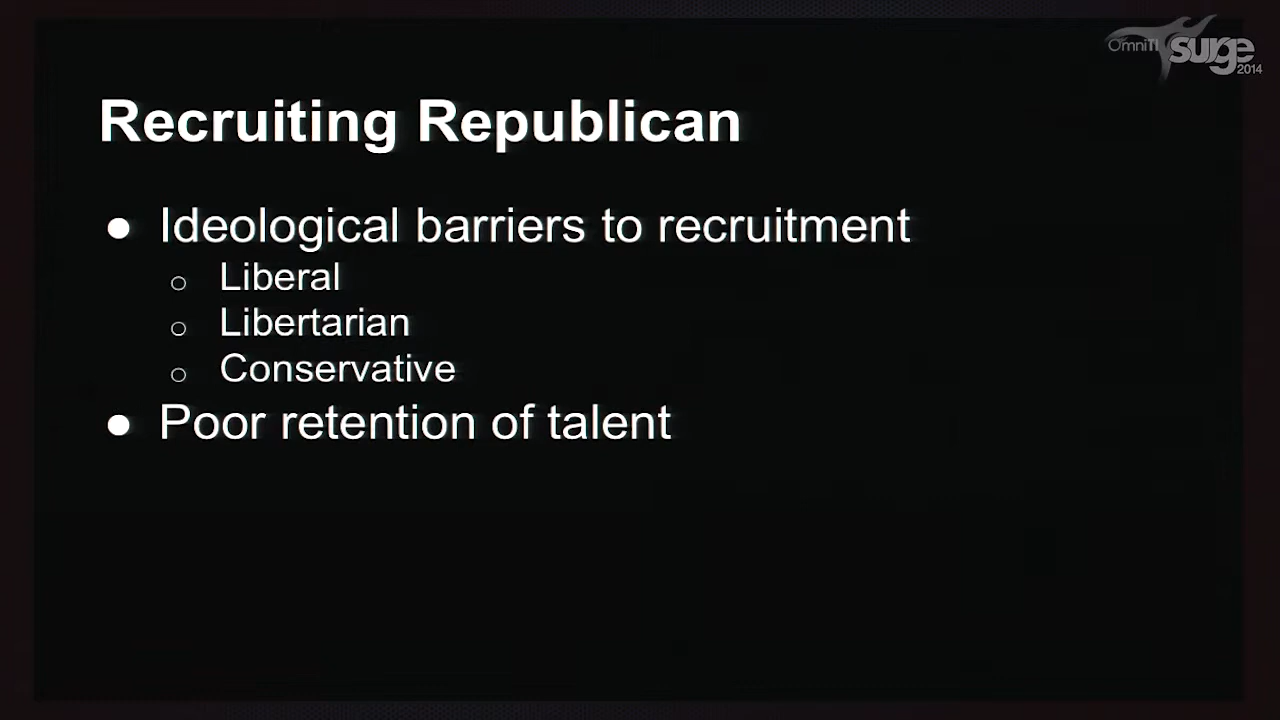 OmniTI surge 2014
Recruiting Republican
● Ideological barriers to recruitment
○ Liberal
○ Libertarian
○ Conservative
● Poor retention of talent